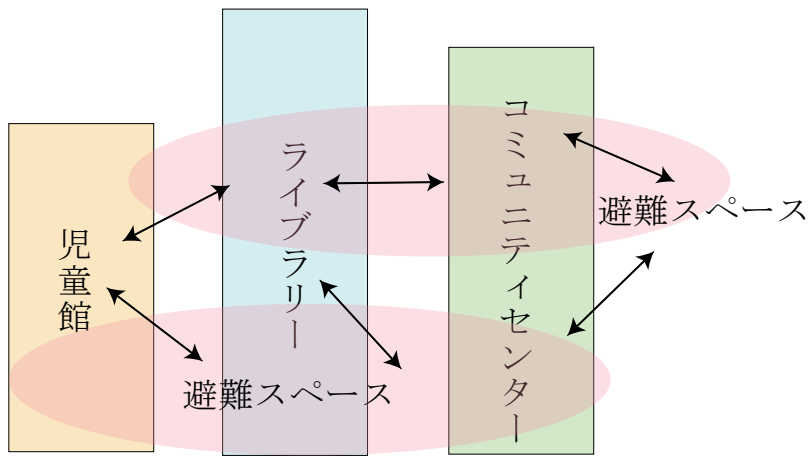 児童館
ライブラリー
コミュニティセンター
避難スペース
避難スペース